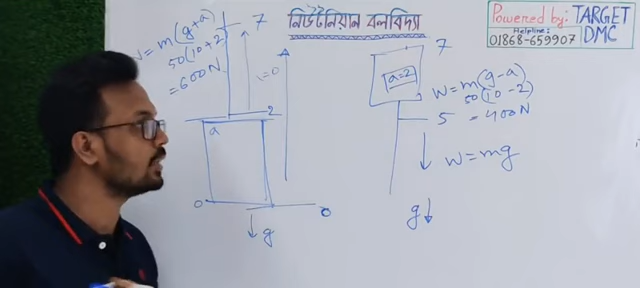 নিউটনিয়ান বলবিদ্যা
Powered by: TARGET
Helpline:
01868-659907 DMC
W = m(g+a)
50(10+2)
= 600N
7
2
a
0
0
g
7
a=2
W = m(g-a)
50(10-2)
= 400N
5
W = mg
g